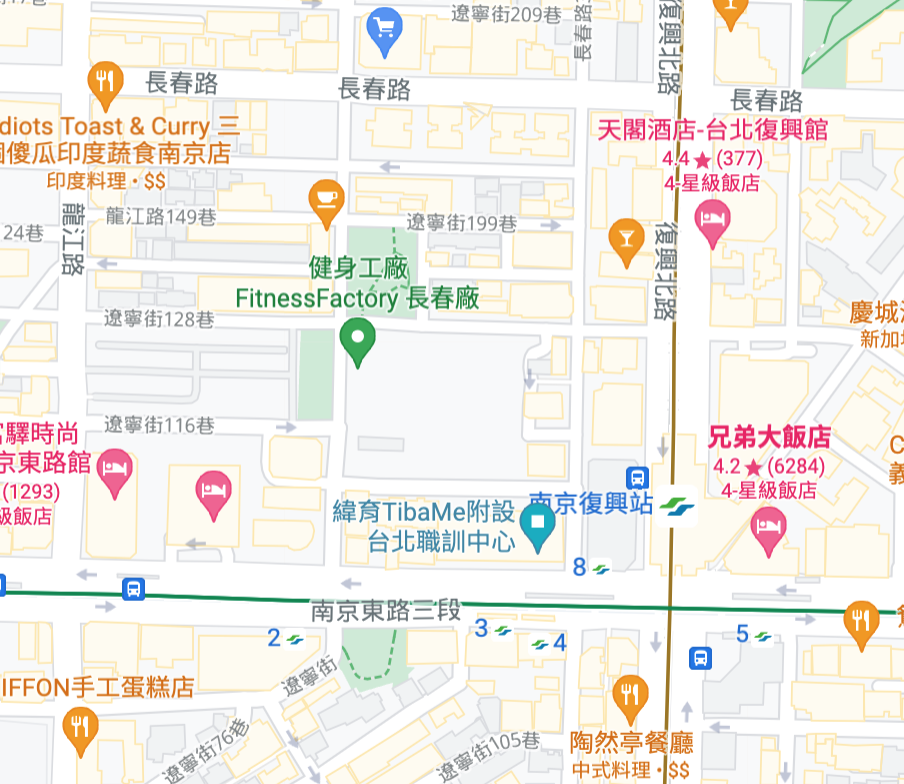 遼寧街209巷
長春路
復興北路
長春路
長春路
長春路
diots Toast & Curry 三
個傻瓜印度蔬食南京店
印度料理・$$
天閣酒店-台北復興館
4.4★(377)
4-星級飯店
龍江路149巷
遼寧街199巷
24巷
龍江路
復興北路
健身工廠
FitnessFactory 長春廠
遼寧街128巷
慶城
新加
遼寧街116巷
驛時尚
京東路館
(1293)
級飯店
兄弟大飯店
4.2★(6284)
4-星級飯店
C
義
緯育TibaMe附設
台北職訓中心
南京復興站
8
南京東路三段
2
3
4
5
遼寧街
IFFON手工蛋糕店
遼寧街76巷
遼寧街105巷
陶然亭餐廳
中式料理・$$